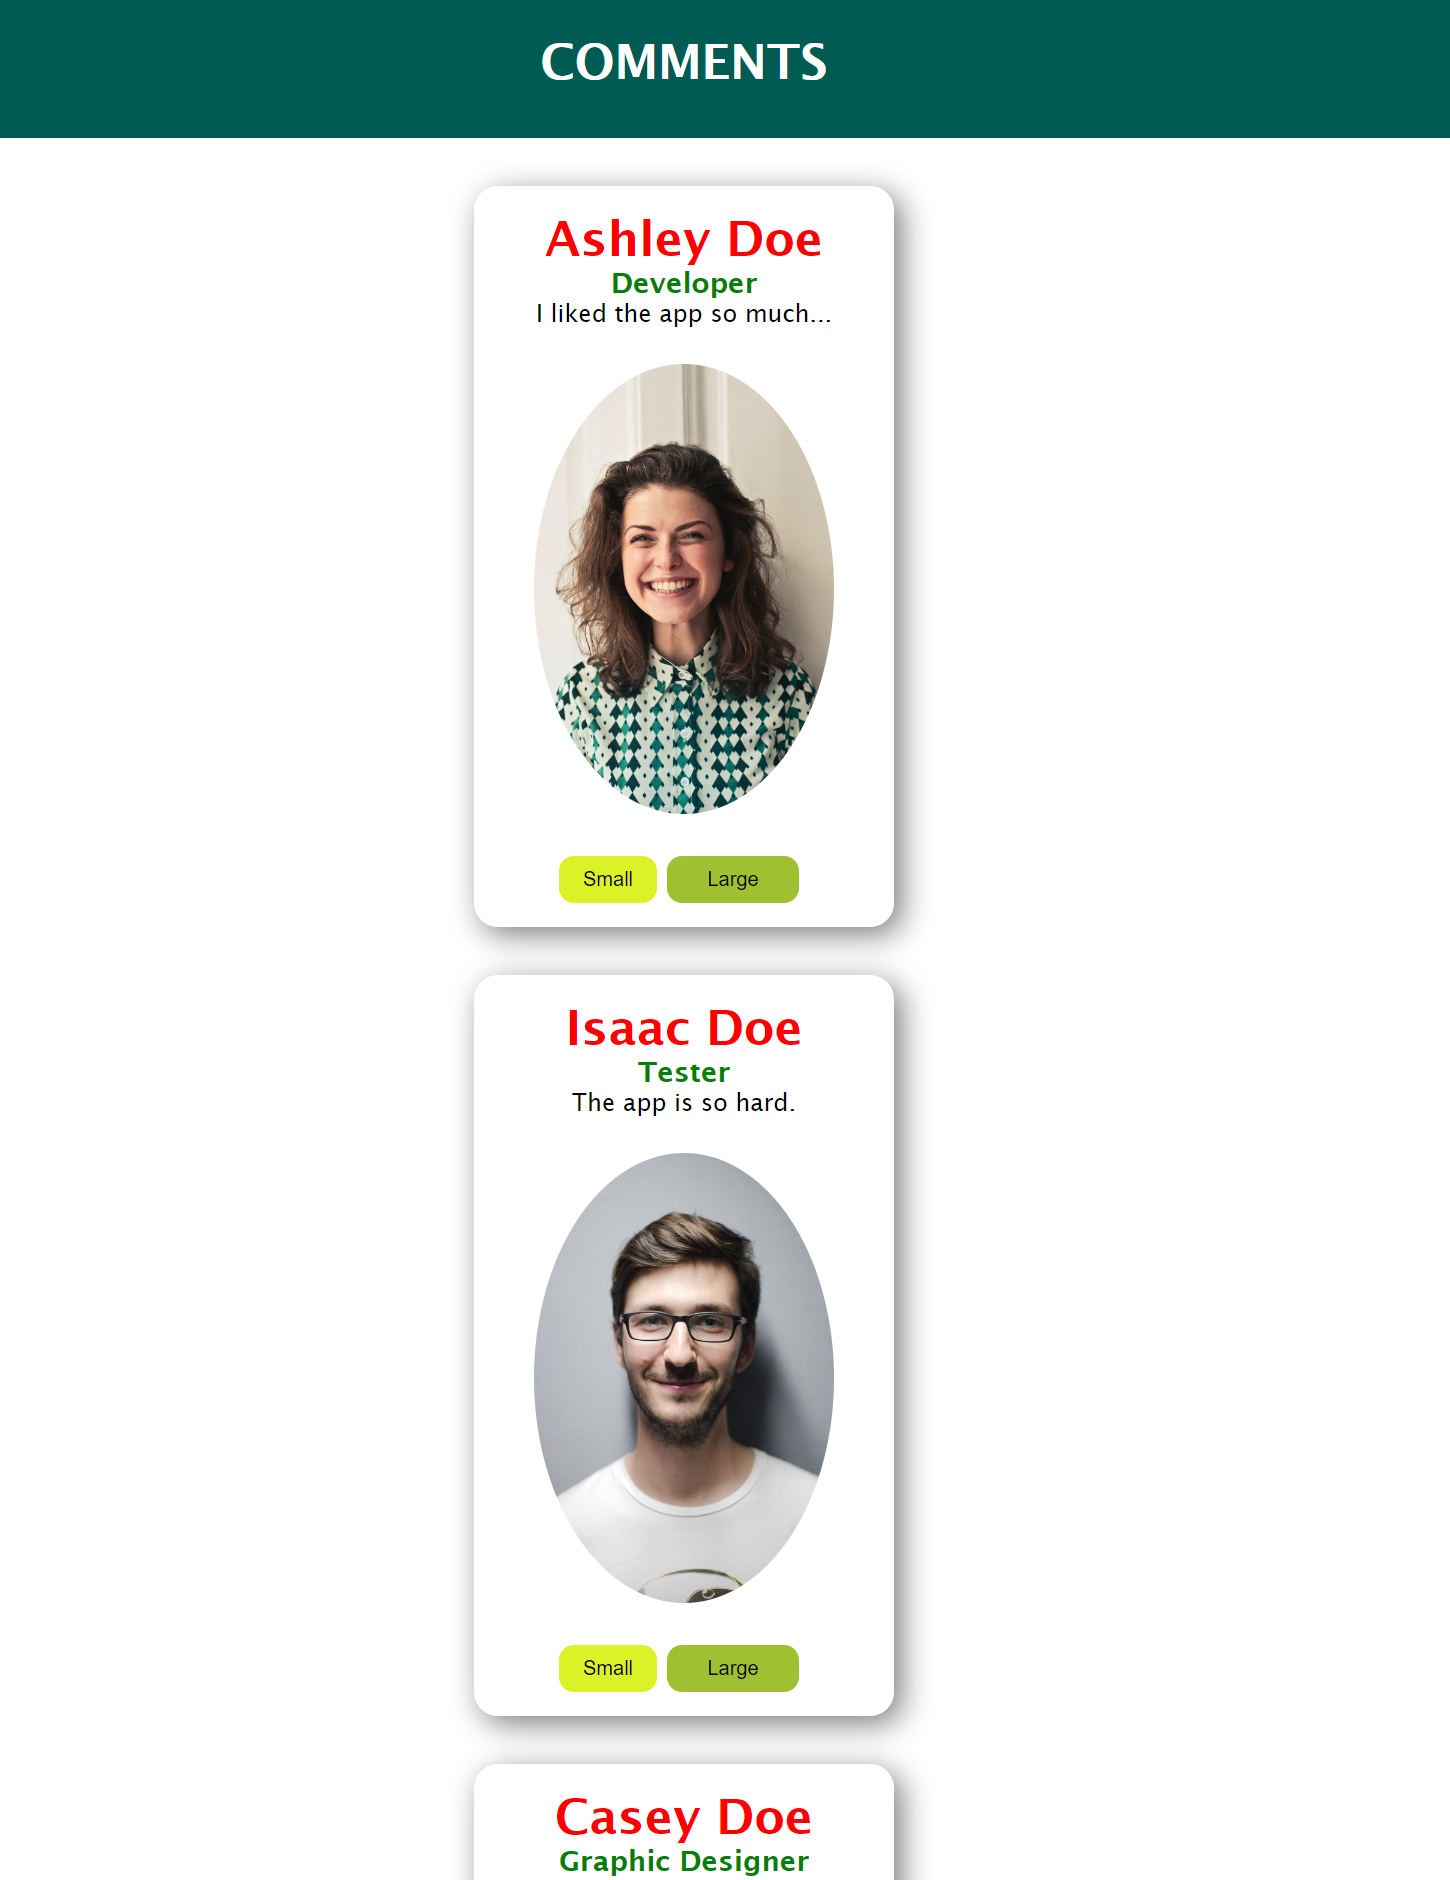 COMMENTS
Ashley Doe
Developer
I liked the app so much...
Small Large
Isaac Doe
Tester
The app is so hard.
Small Large
Casey Doe
Graphic Designer